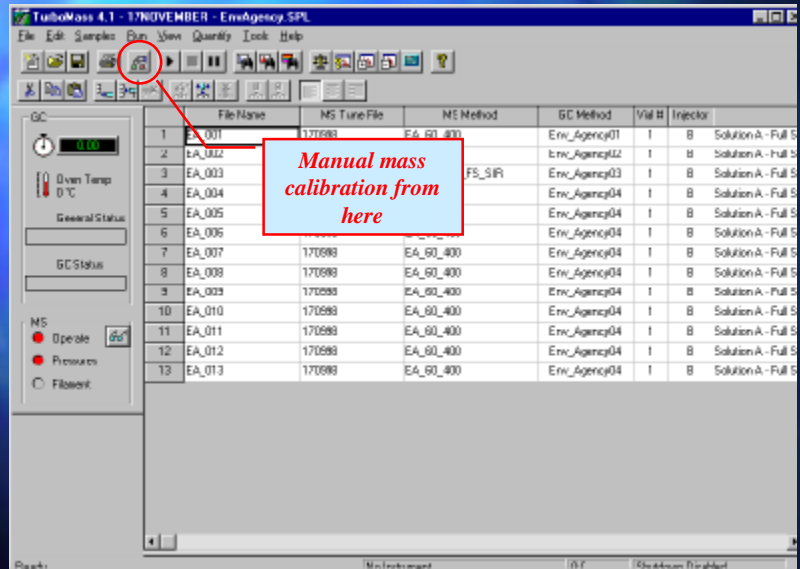 TurboMass 4.1 - 17NOVEMBER - EnvAgency.SPL
File Edit Samples Run View Quantify Tools Help
File Name MS Tune File MS Method GC Method Vial # Injector
GC
0.00
Oven Temp
0°C
General Status
GC Status
MS
Operate
Pressures
Filament
1 EA_001 170998 EA_60_400 Env_Agency01 1 B Solution A - Full S
2 EA_002 Env_Agency02 1 B Solution A - Full S
3 EA_003 FS_SIR Env_Agency03 1 B Solution A - Full S
4 EA_004 Env_Agency04 1 B Solution A - Full S
5 EA_005 Env_Agency04 1 B Solution A - Full S
6 EA_006 170998 EA_60_400 Env_Agency04 1 B Solution A - Full S
7 EA_007 170998 EA_60_400 Env_Agency04 1 B Solution A - Full S
8 EA_008 170998 EA_60_400 Env_Agency04 1 B Solution A - Full S
9 EA_009 170998 EA_60_400 Env_Agency04 1 B Solution A - Full S
10 EA_010 170998 EA_60_400 Env_Agency04 1 B Solution A - Full S
11 EA_011 170998 EA_60_400 Env_Agency04 1 B Solution A - Full S
12 EA_012 170998 EA_60_400 Env_Agency04 1 B Solution A - Full S
13 EA_013 170998 EA_60_400 Env_Agency04 1 B Solution A - Full S
Manual mass
calibration from
here
Ready No Instrument 0:0 Shutdown Disabled